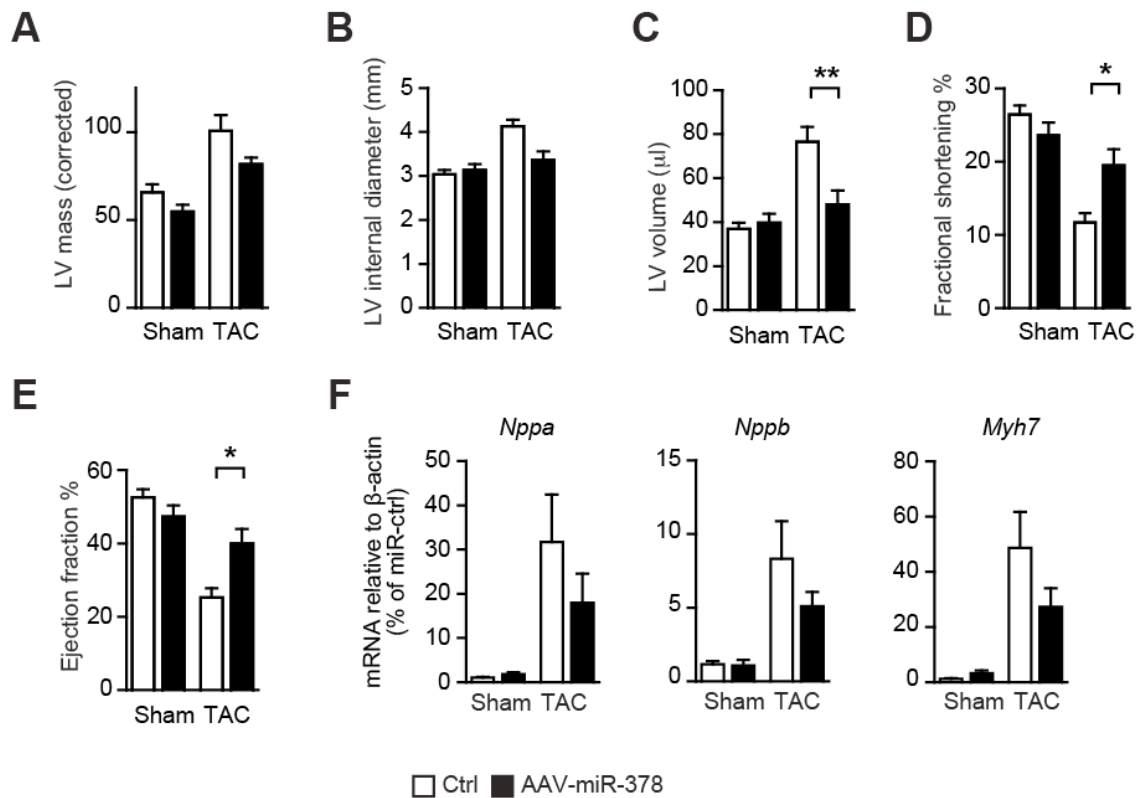 A
LV mass (corrected)
100
50
0
Sham TAC
B
LV internal diameter (mm)
5
4
3
2
1
0
Sham TAC
C
LV volume (µl)
100
80
60
40
20
0
**
Sham TAC
D
Fractional shortening %
30
20
10
0
*
Sham TAC
E
Ejection fraction %
60
40
20
0
*
Sham TAC
F
mRNA relative to β-actin
(% of miR-ctrl)
Nppa
50
40
30
20
10
0
Sham TAC
Nppb
15
10
5
0
Sham TAC
Myh7
80
60
40
20
0
Sham TAC
Ctrl AAV-miR-378